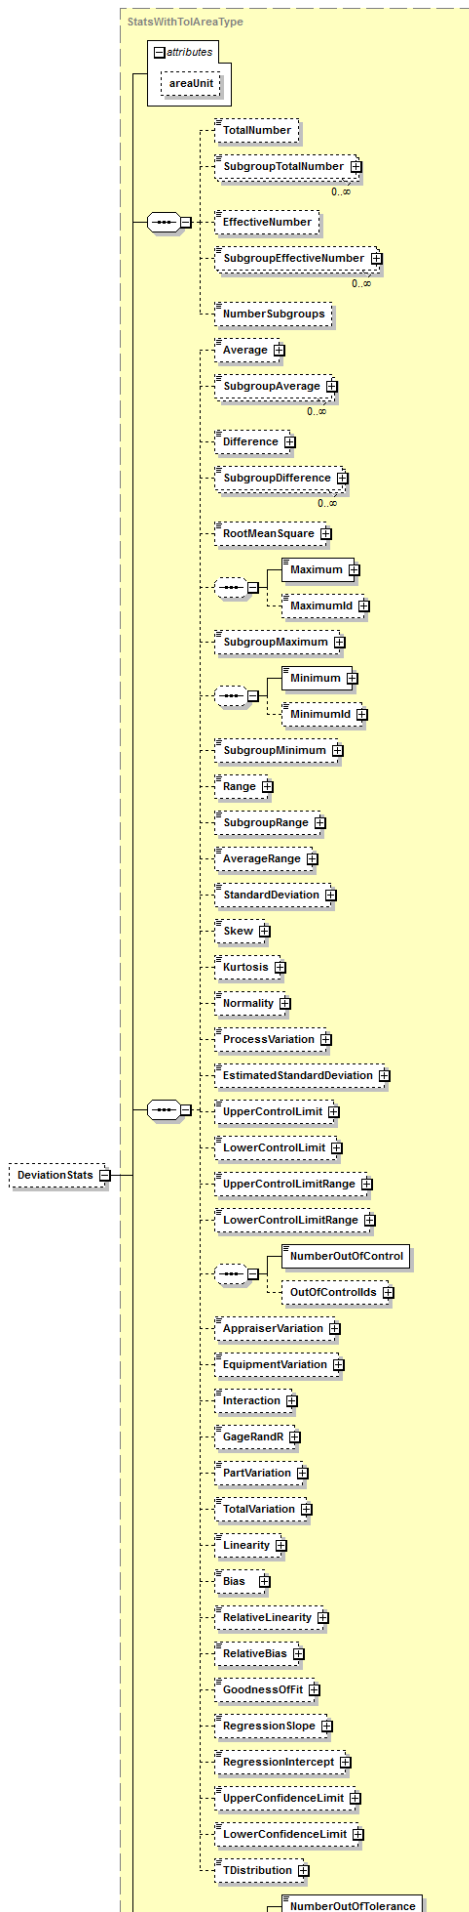 StatsWithTolAreaType
attributes
areaUnit
TotalNumber
SubgroupTotalNumber
0..∞
EffectiveNumber
SubgroupEffectiveNumber
0..∞
NumberSubgroups
Average
SubgroupAverage
0..∞
Difference
SubgroupDifference
0..∞
RootMeanSquare
Maximum
MaximumId
SubgroupMaximum
Minimum
MinimumId
SubgroupMinimum
Range
SubgroupRange
AverageRange
StandardDeviation
Skew
Kurtosis
Normality
ProcessVariation
EstimatedStandardDeviation
UpperControlLimit
LowerControlLimit
DeviationStats
UpperControlLimitRange
LowerControlLimitRange
NumberOutOfControl
OutOfControlIds
AppraiserVariation
EquipmentVariation
Interaction
GageRandR
PartVariation
TotalVariation
Linearity
Bias
RelativeLinearity
RelativeBias
GoodnessOfFit
RegressionSlope
RegressionIntercept
UpperConfidenceLimit
LowerConfidenceLimit
TDistribution
NumberOutOfTolerance